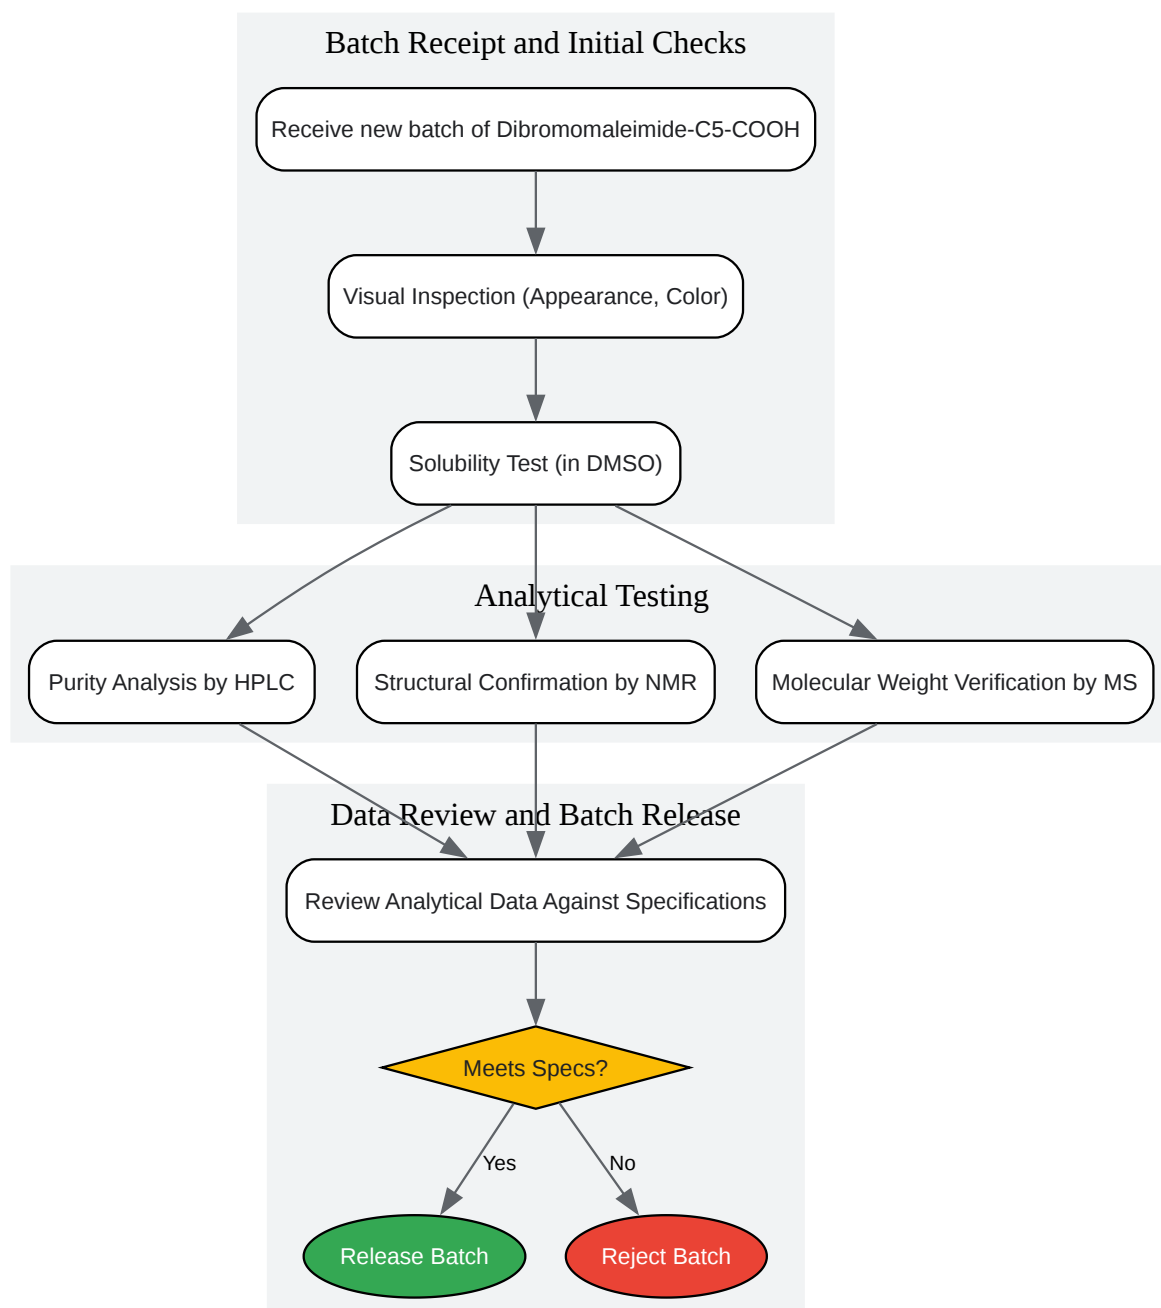 Batch Receipt and Initial Checks
Receive new batch of Dibromomaleimide-C5-COOH
Visual Inspection (Appearance, Color)
Solubility Test (in DMSO)
Analytical Testing
Purity Analysis by HPLC
Structural Confirmation by NMR
Molecular Weight Verification by MS
Data Review and Batch Release
Review Analytical Data Against Specifications
Meets Specs?
Yes
No
Release Batch
Reject Batch